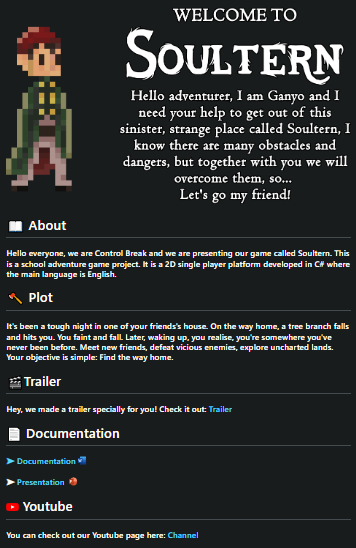 WELCOME TO
SOULTERN
Hello adventurer, I am Ganyo and I
need your help to get out of this
sinister, strange place called Soultern, I
know there are many obstacles and
dangers, but together with you we will
overcome them, so...
Let's go my friend!
About
Hello everyone, we are Control Break and we are presenting our game called Soultern. This
is a school adventure game project. It is a 2D single player platform developed in C# where
the main language is English.
Plot
It's been a tough night in one of your friends's house. On the way home, a tree branch falls
and hits you. You faint and fall. Later, waking up, you realise, you're somewhere you've
never been before. Meet new friends, defeat vicious enemies, explore uncharted lands.
Your objective is simple: Find the way home.
Trailer
Hey, we made a trailer specially for you! Check it out: Trailer
Documentation
➤ Documentation
➤ Presentation
Youtube
You can check out our Youtube page here: Channel